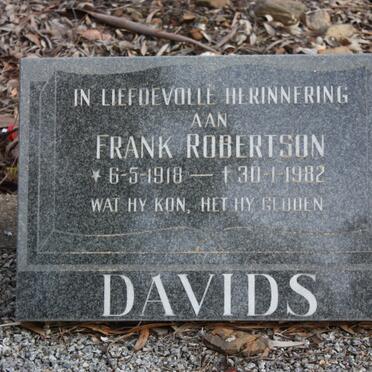 IN LIEFDEVOLLE HERINNERING
AAN
FRANK ROBERTSON
* 6-5-1918 — † 30-1-1982
WAT HY KON, HET HY GEDOEN
DAVIDS